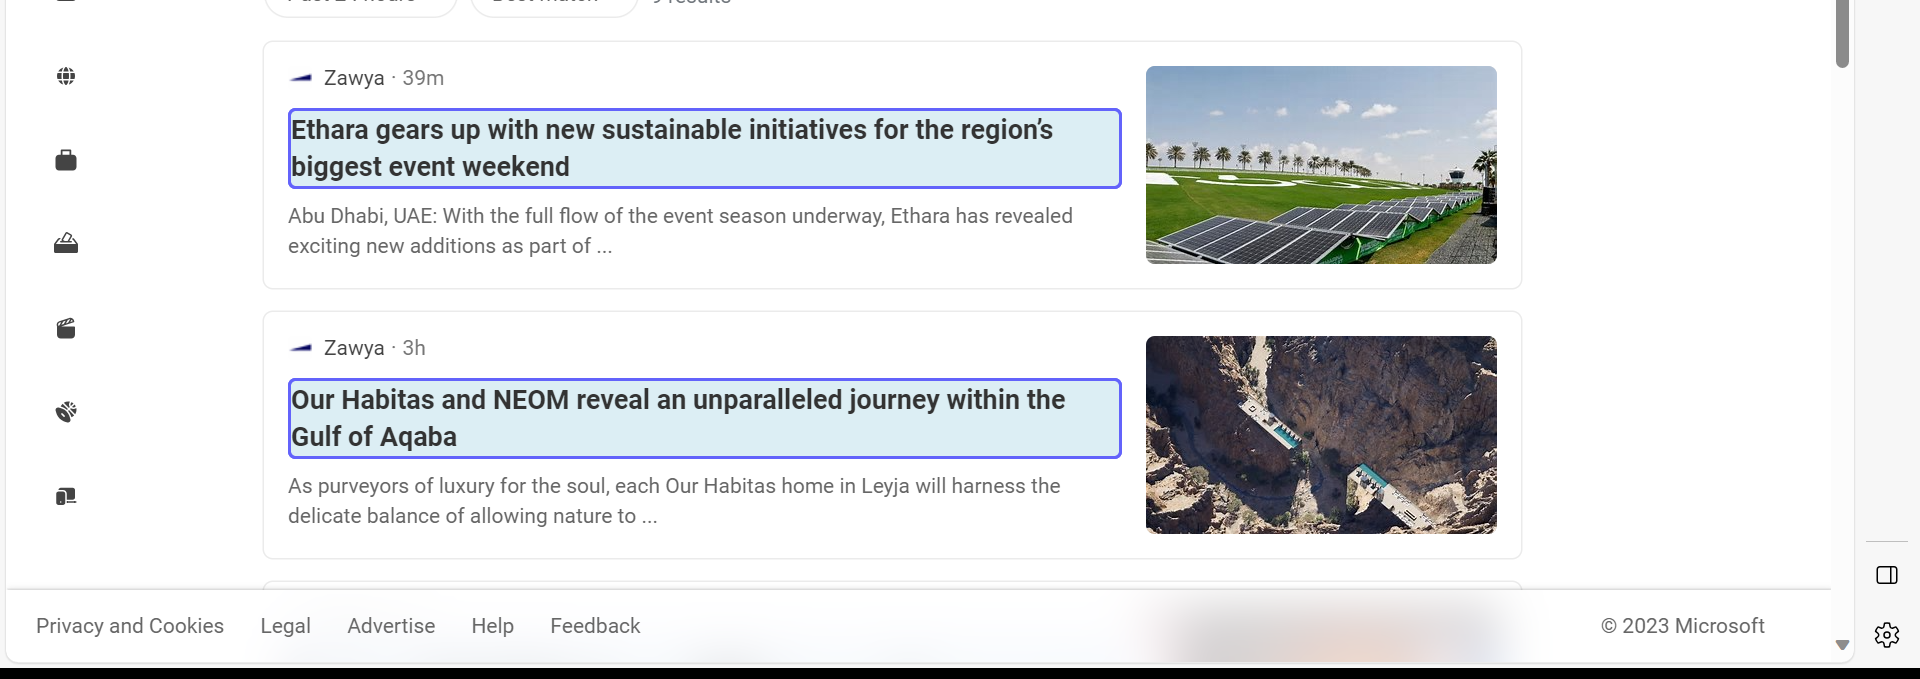 9 results
Zawya · 39m
Ethara gears up with new sustainable initiatives for the region’s
biggest event weekend
Abu Dhabi, UAE: With the full flow of the event season underway, Ethara has revealed
exciting new additions as part of ...
Zawya · 3h
Our Habitas and NEOM reveal an unparalleled journey within the
Gulf of Aqaba
As purveyors of luxury for the soul, each Our Habitas home in Leyja will harness the
delicate balance of allowing nature to ...
Privacy and Cookies Legal Advertise Help Feedback © 2023 Microsoft